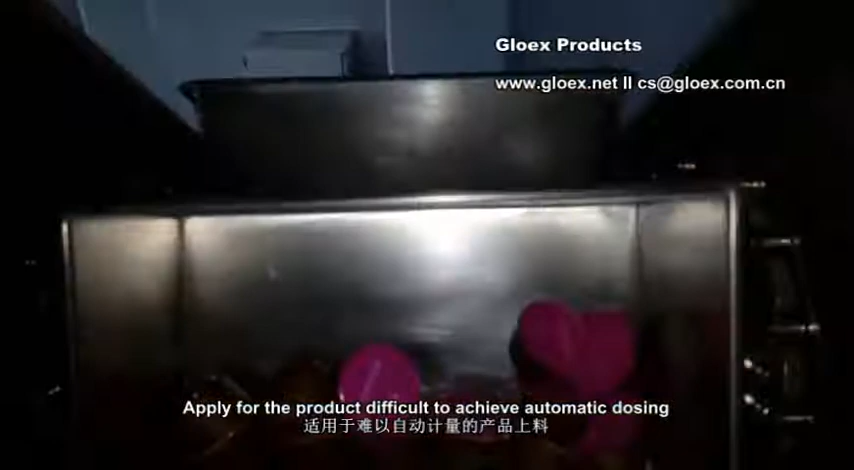 Gloex Products
www.gloex.net ll cs@gloex.com.cn
Apply for the product difficult to achieve automatic dosing
适用于难以自动计量的产品上料